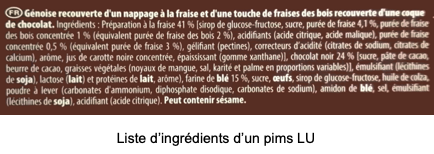 FR Génoise recouverte d'un nappage à la fraise et d'une touche de fraises des bois recouverte d'une coque
de chocolat. Ingrédients : Préparation à la fraise 41 % [sirop de glucose-fructose, sucre, purée de fraise 4,1 %, purée de fraise
des bois concentrée 1 % (équivalent purée de fraise des bois 2 %), acidifiants (acide citrique, acide malique), purée de fraise
concentrée 0,5 % (équivalent purée de fraise 3 %), gélifiant (pectines), correcteurs d'acidité (citrates de sodium, citrates de
calcium), arôme, jus de carotte noire concentré, épaississant (gomme xanthane)], chocolat noir 24 % [sucre, pâte de cacao,
beurre de cacao, graisses végétales (noyaux de mangue, sal, karité et palme en proportions variables)], émulsifiant (lécithines
de soja), lactose (lait) et protéines de lait, arôme), farine de blé 15 %, sucre, œufs, sirop de glucose-fructose, huile de colza,
poudre à lever (carbonates d'ammonium, diphosphate disodique, carbonates de sodium), amidon de blé, sel, émulsifiant
(lécithines de soja), acidifiant (acide citrique). Peut contenir sésame.
Liste d'ingrédients d'un pims LU